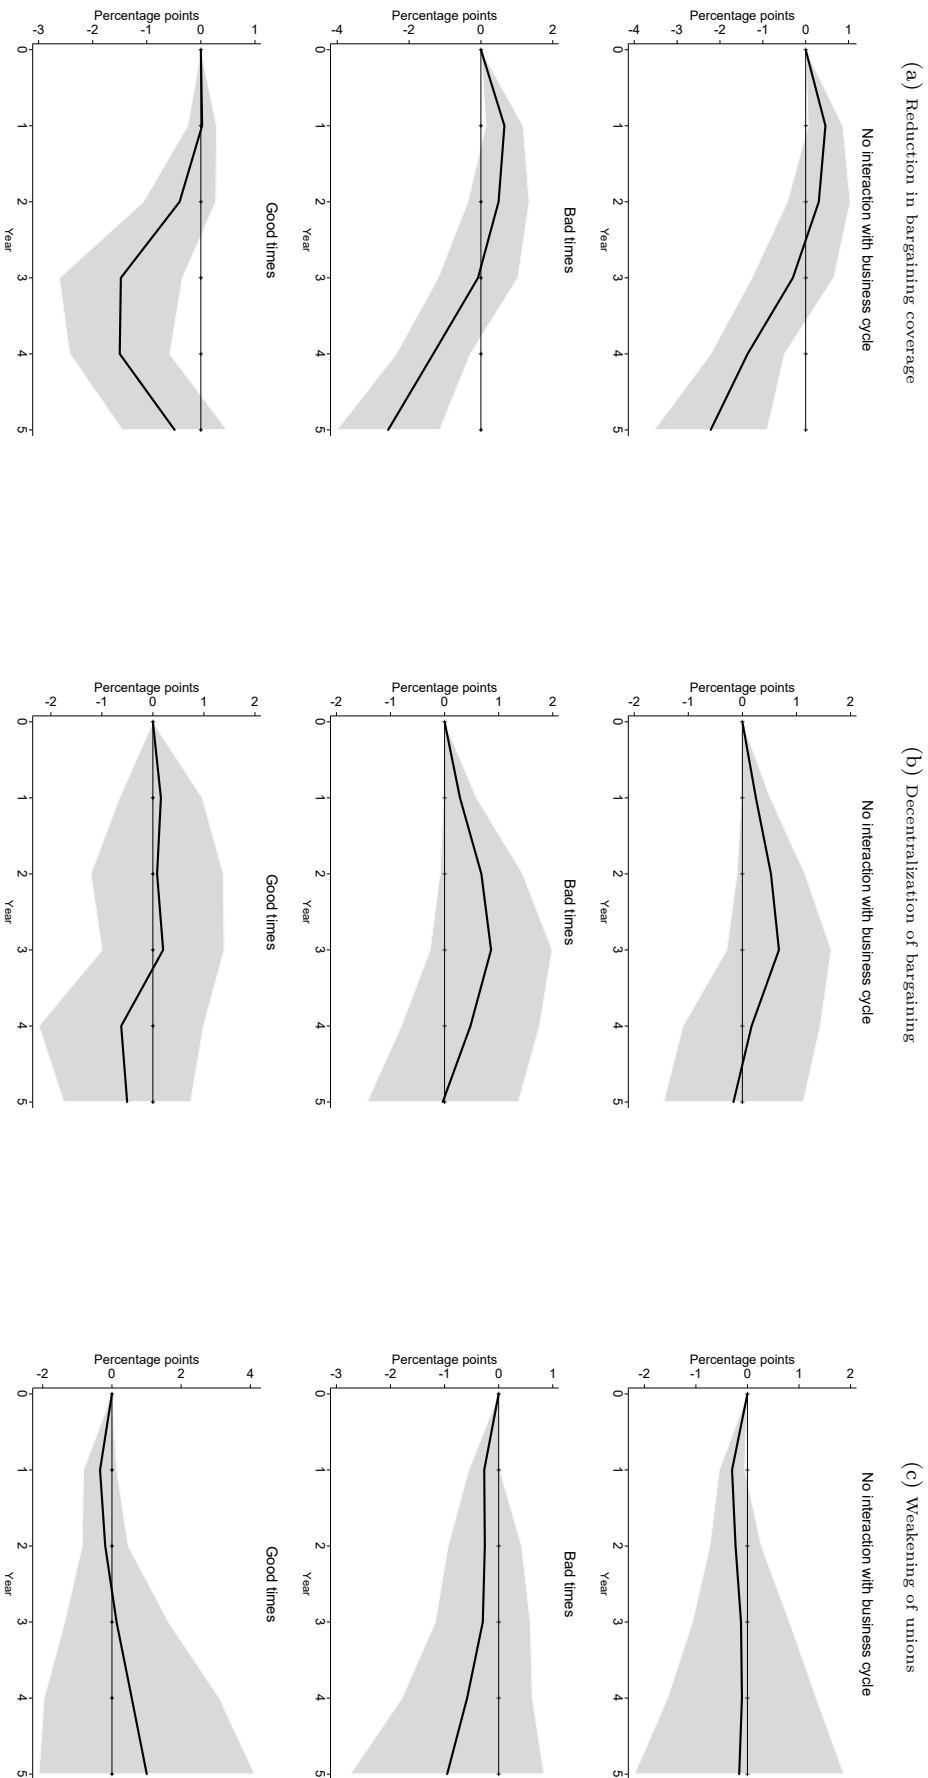 (a) Reduction in bargaining coverage
No interaction with business cycle
Percentage points
1
0
-1
-2
-3
-4
0 1 2 3 4 5
Year
Bad times
Percentage points
2
0
-2
-4
0 1 2 3 4 5
Year
Good times
Percentage points
1
0
-1
-2
-3
0 1 2 3 4 5
Year
(b) Decentralization of bargaining
No interaction with business cycle
Percentage points
2
1
0
-1
-2
0 1 2 3 4 5
Year
Bad times
Percentage points
2
1
0
-1
-2
0 1 2 3 4 5
Year
Good times
Percentage points
2
1
0
-1
-2
0 1 2 3 4 5
Year
(c) Weakening of unions
No interaction with business cycle
Percentage points
2
1
0
-1
-2
0 1 2 3 4 5
Year
Bad times
Percentage points
1
0
-1
-2
-3
0 1 2 3 4 5
Year
Good times
Percentage points
4
2
0
-2
0 1 2 3 4 5
Year